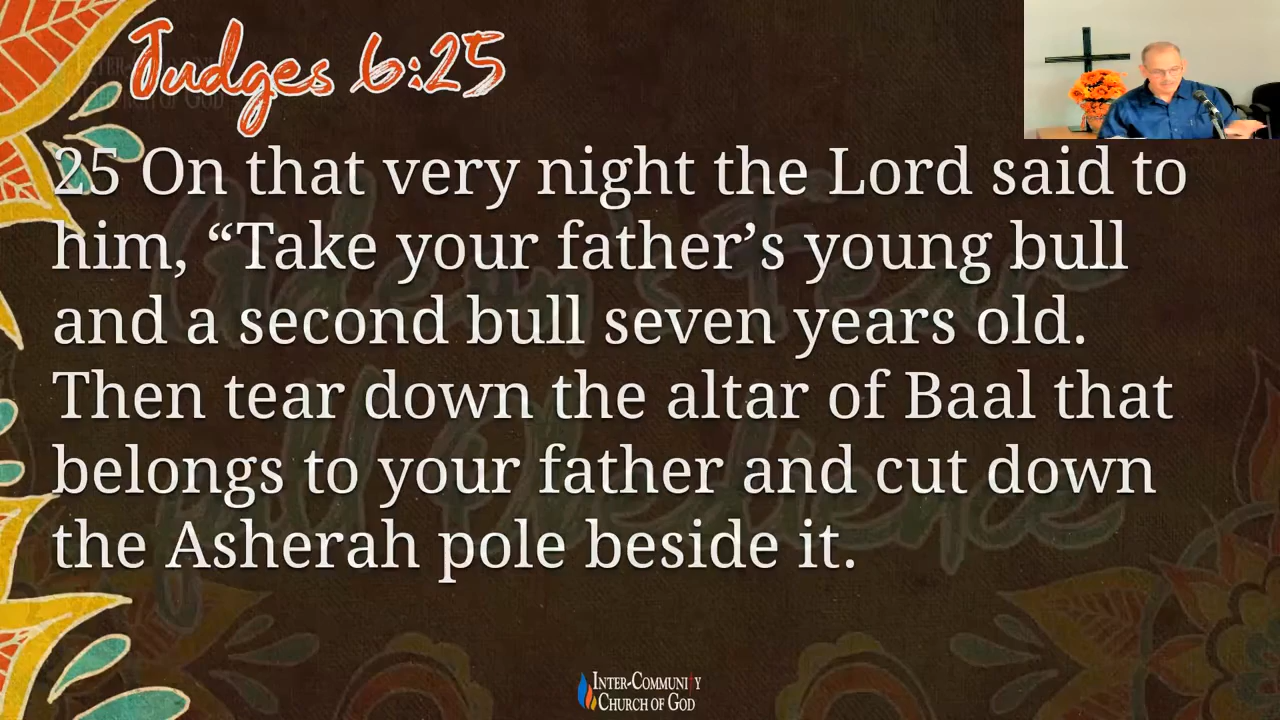 Judges 6:25
25 On that very night the Lord said to
him, “Take your father’s young bull
and a second bull seven years old.
Then tear down the altar of Baal that
belongs to your father and cut down
the Asherah pole beside it.
Inter-Community
Church of God